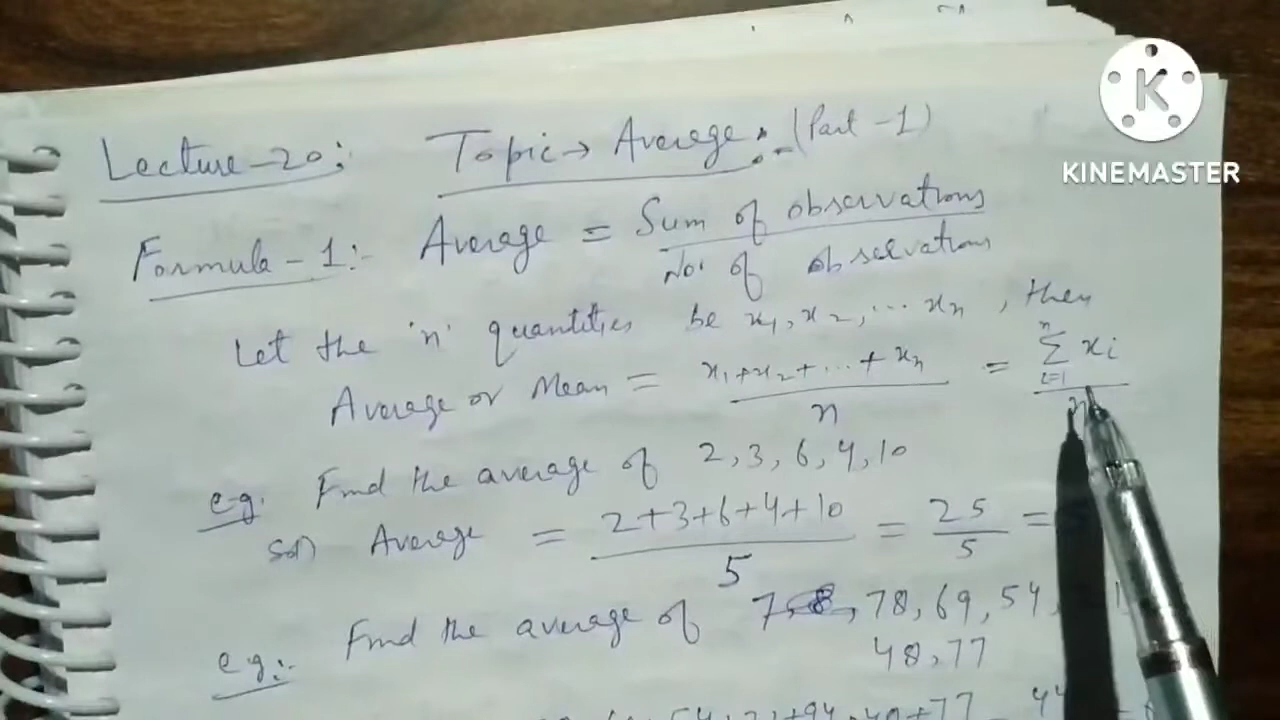 Lecture-20: Topic → Average:- (Part-1)
KINEMASTER
Formula-1:- Average = Sum of observations / No. of observations
Let the 'n' quantities be x1, x2, ... xn, then
Average or Mean = x1+x2+...+xn / n = n∑i=1 xi / n
e.g. Find the average of 2, 3, 6, 4, 10
Soln Average = 2+3+6+4+10 / 5 = 25 / 5 =
e.g:- Find the average of 78, 69, 54,
48, 77